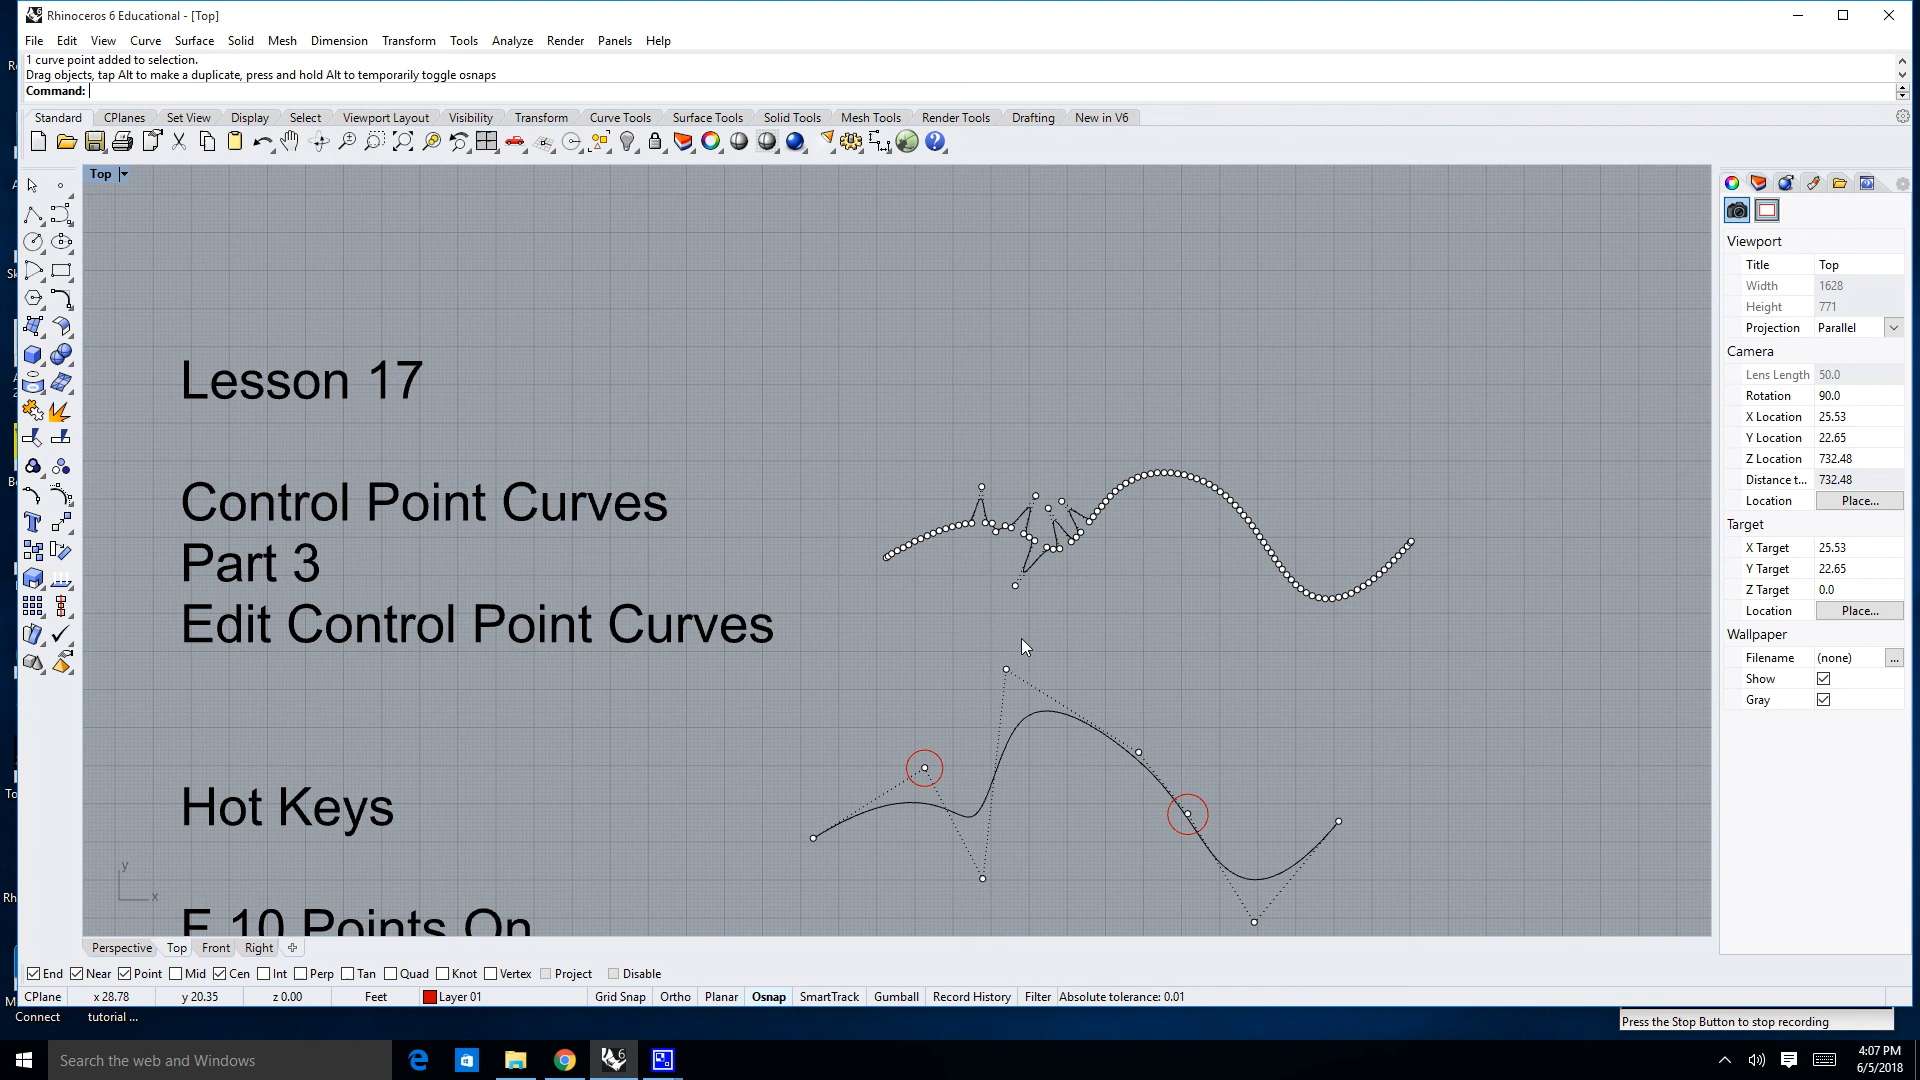 Rhinoceros 6 Educational - [Top]
File Edit View Curve Surface Solid Mesh Dimension Transform Tools Analyze Render Panels Help
1 curve point added to selection.
Drag objects, tap Alt to make a duplicate, press and hold Alt to temporarily toggle osnaps
Command:
Standard CPlanes Set View Display Select Viewport Layout Visibility Transform Curve Tools Surface Tools Solid Tools Mesh Tools Render Tools Drafting New in V6
Top
Viewport
Title Top
Width 1628
Height 771
Projection Parallel
Camera
Lens Length 50.0
Rotation 90.0
X Location 25.53
Y Location 22.65
Z Location 732.48
Distance t... 732.48
Location Place...
Target
X Target 25.53
Y Target 22.65
Z Target 0.0
Location Place...
Wallpaper
Filename (none) ...
Show
Gray
Lesson 17
Control Point Curves
Part 3
Edit Control Point Curves
Hot Keys
F 10 Points On
y
x
Perspective Top Front Right
End Near Point Mid Cen Int Perp Tan Quad Knot Vertex Project Disable
CPlane x 28.78 y 20.35 z 0.00 Feet Layer 01 Grid Snap Ortho Planar Osnap SmartTrack Gumball Record History Filter Absolute tolerance: 0.01
Connect tutorial ...
Press the Stop Button to stop recording
Search the web and Windows
4:07 PM
6/5/2018